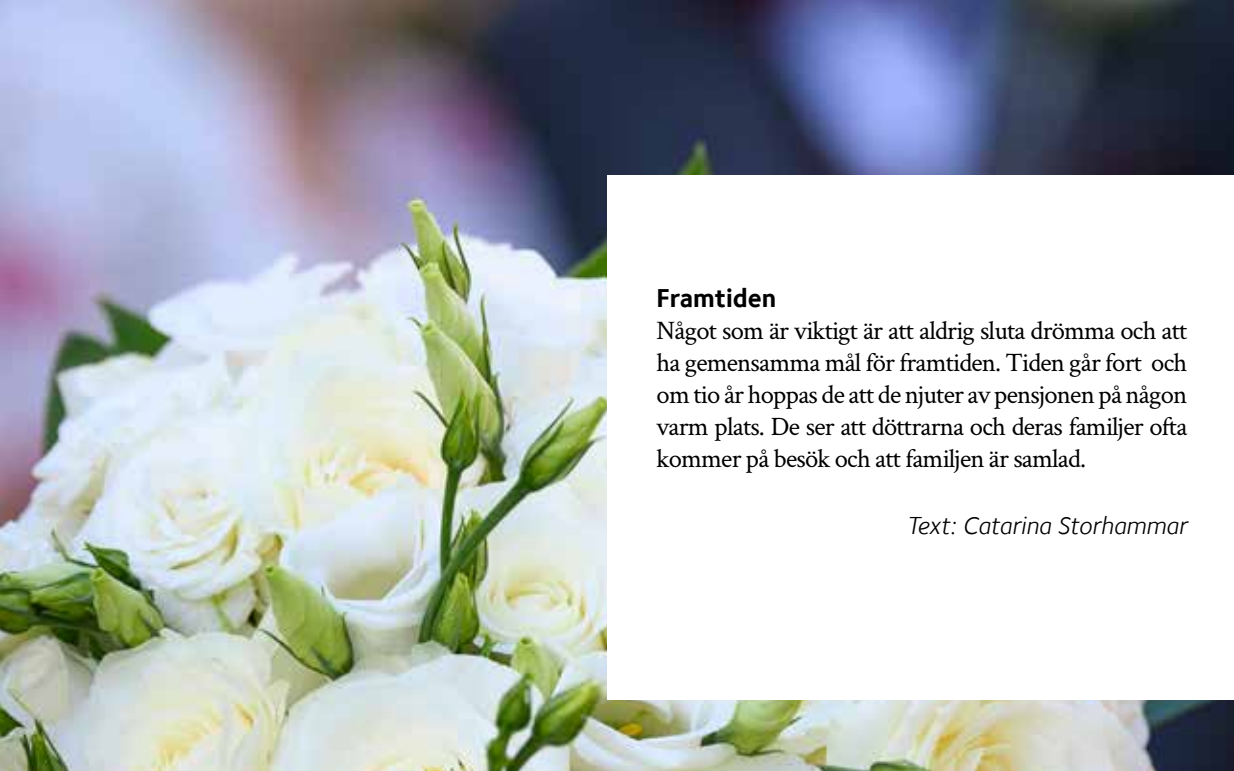 Framtiden
Något som är viktigt är att aldrig sluta drömma och att
ha gemensamma mål för framtiden. Tiden går fort och
om tio år hoppas de att de njuter av pensjonen på någon
varm plats. De ser att döttrarna och deras familjer ofta
kommer på besök och att familjen är samlad.
Text: Catarina Storhammar